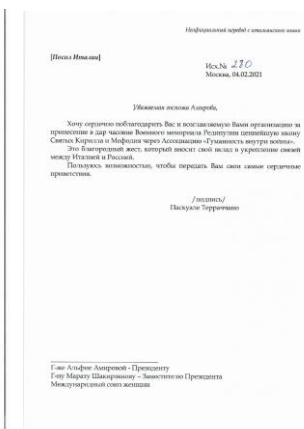 Неофициальный перевод с итальянского языка
[Посол Италии]
Исх.№ 280
Москва, 04.02.2021
Уважаемая госпожа Амирова,
Хочу сердечно поблагодарить Вас и возглавляемую Вами организацию за
принесение в дар часовне Военного мемориала Редипулии ценнейшую икону
Святых Кирилла и Мефодия через Ассоциацию «Гуманность внутри войны».
Это Благородный жест, который вносит свой вклад в укрепление связей
между Италией и Россией.
Пользуюсь возможностью, чтобы передать Вам свои самые сердечные
приветствия.
/подпись/
Паскуале Терраччано
Г-же Альфие Амировой - Президенту
Г-ну Марату Шакирзянову – Заместителю Президента
Международный союз женщин